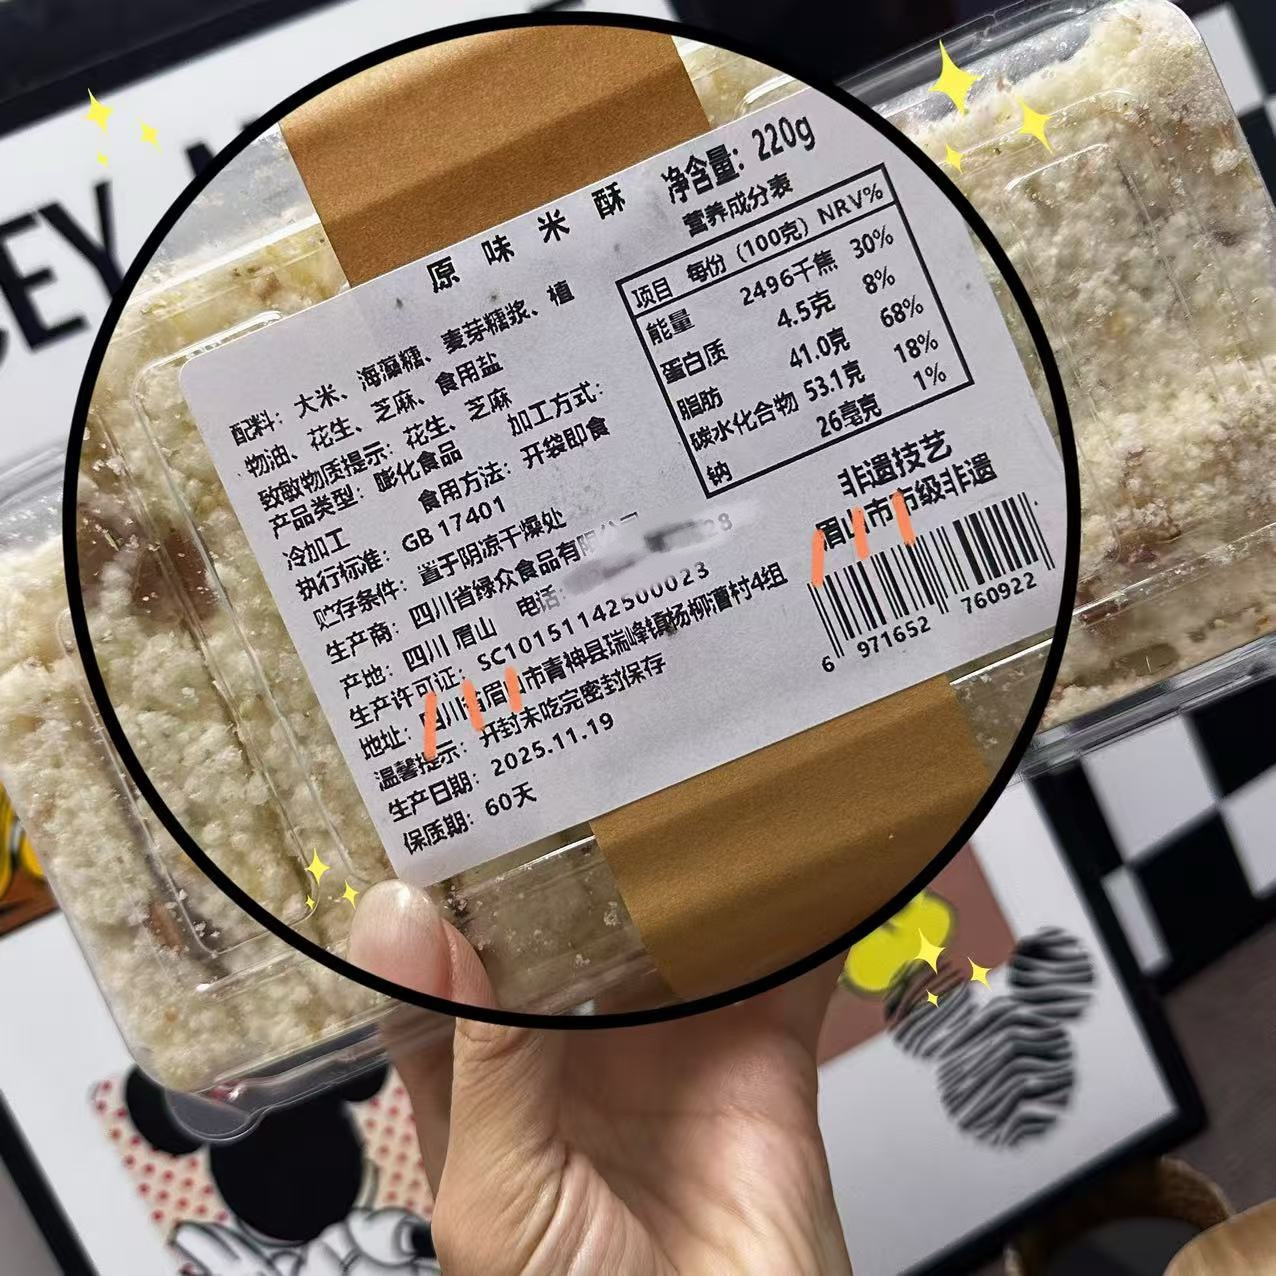 EY
原味米酥
净含量：220g
配料：大米、海藻糖、麦芽糖浆、植
物油、花生、芝麻、食用盐
致敏物质提示：花生、芝麻
产品类型：膨化食品 加工方式：
冷加工 食用方法：开袋即食
执行标准：GB 17401
贮存条件：置于阴凉干燥处
生产商：四川省绿众食品有限公司
产地：四川 眉山 电话：
生产许可证：SC10151142500023
地址：四川省眉山市青神县瑞峰镇杨柳漕村4组
温馨提示：开封未吃完密封保存
生产日期：2025.11.19
保质期：60天
营养成分表
项目 每份（100克） NRV%
能量 2496千焦 30%
蛋白质 4.5克 8%
脂肪 41.0克 68%
碳水化合物 53.1克 18%
钠 26毫克 1%
非遗技艺
眉山市市级非遗
6 971652 760922